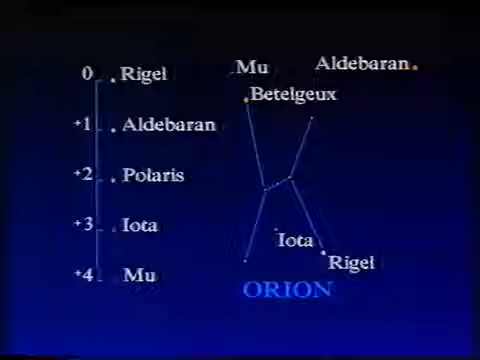 0 Rigel
+1 Aldebaran
+2 Polaris
+3 Iota
+4 Mu
Mu
Aldebaran
Betelgeux
Iota
Rigel
ORION